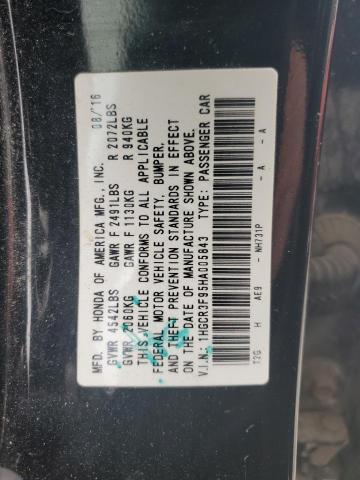 MFD. BY HONDA OF AMERICA MFG., INC. 08/16
GVWR 4542LBS GAWR F 2491LBS R 2072LBS
GVWR 2060KG GAWR F 1130KG R 940KG
THIS VEHICLE CONFORMS TO ALL APPLICABLE
FEDERAL MOTOR VEHICLE SAFETY, BUMPER,
AND THEFT PREVENTION STANDARDS IN EFFECT
ON THE DATE OF MANUFACTURE SHOWN ABOVE.
V.I.N.: 1HGCR3F95HA005843 TYPE: PASSENGER CAR
T2G H AE9 - NH731P - A - A